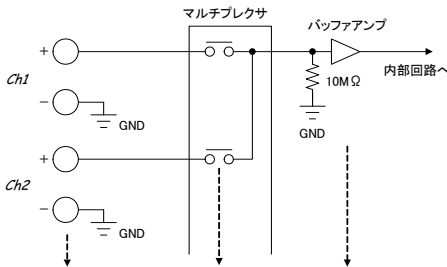 マルチプレクサ
バッファアンプ
+
Ch1
-
GND
10MΩ
GND
内部回路へ
+
Ch2
-
GND